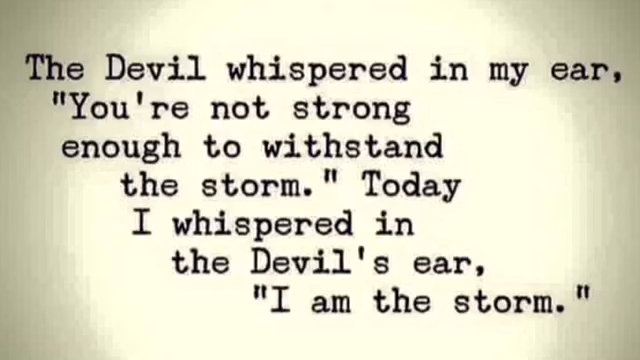 The Devil whispered in my ear,
"You're not strong
enough to withstand
the storm." Today
I whispered in
the Devil's ear,
"I am the storm."